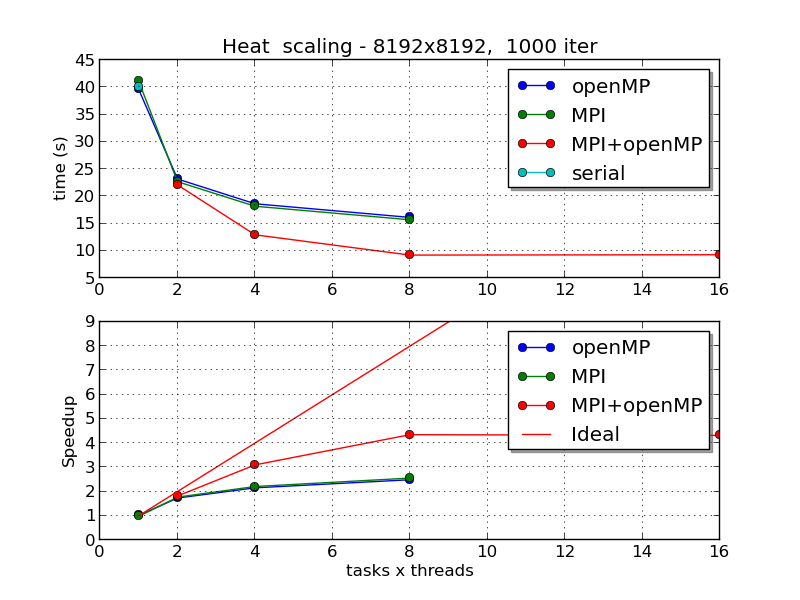 Heat  scaling - 8192x8192,  1000 iter
45
40
35
30
25
20
15
10
5
time (s)
openMP
MPI
MPI+openMP
serial
0 2 4 6 8 10 12 14 16
9
8
7
6
5
4
3
2
1
0
Speedup
openMP
MPI
MPI+openMP
Ideal
0 2 4 6 8 10 12 14 16
tasks x threads